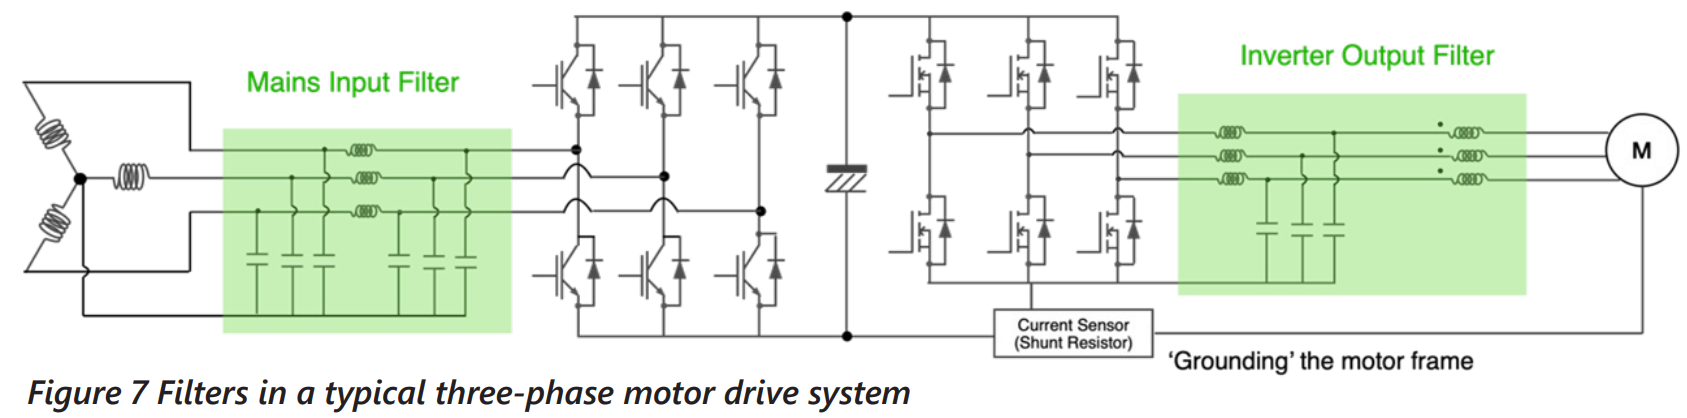 Mains Input Filter
Inverter Output Filter
M
Current Sensor
(Shunt Resistor)
'Grounding' the motor frame
Figure 7 Filters in a typical three-phase motor drive system